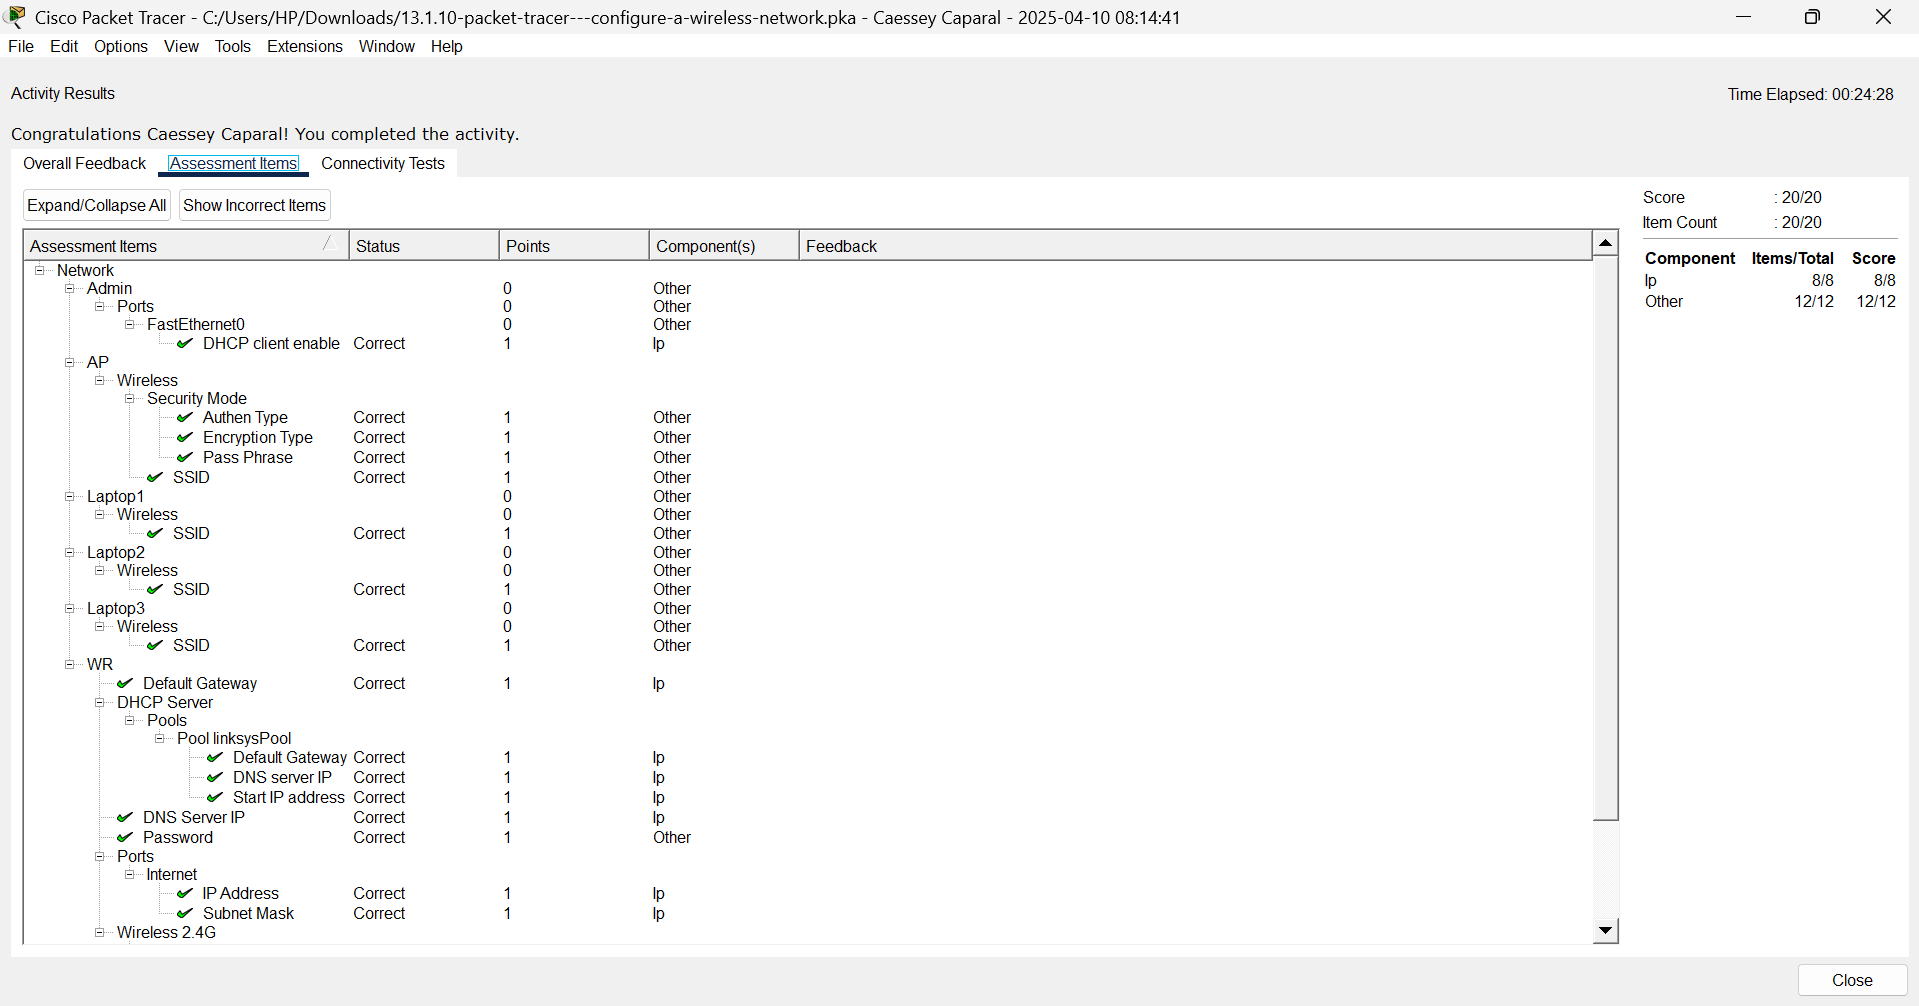 Cisco Packet Tracer - C:/Users/HP/Downloads/13.1.10-packet-tracer---configure-a-wireless-network.pka - Caessey Caparal - 2025-04-10 08:14:41
File Edit Options View Tools Extensions Window Help
Activity Results
Time Elapsed: 00:24:28
Congratulations Caessey Caparal! You completed the activity.
Overall Feedback Assessment Items Connectivity Tests
Expand/Collapse All Show Incorrect Items
Assessment Items Status Points Component(s) Feedback
Network
Admin 0 Other
Ports 0 Other
FastEthernet0 0 Other
DHCP client enable Correct 1 Ip
AP
Wireless
Security Mode
Authen Type Correct 1 Other
Encryption Type Correct 1 Other
Pass Phrase Correct 1 Other
SSID Correct 1 Other
Laptop1 0 Other
Wireless 0 Other
SSID Correct 1 Other
Laptop2 0 Other
Wireless 0 Other
SSID Correct 1 Other
Laptop3 0 Other
Wireless 0 Other
SSID Correct 1 Other
WR
Default Gateway Correct 1 Ip
DHCP Server
Pools
Pool linksysPool
Default Gateway Correct 1 Ip
DNS server IP Correct 1 Ip
Start IP address Correct 1 Ip
DNS Server IP Correct 1 Ip
Password Correct 1 Other
Ports
Internet
IP Address Correct 1 Ip
Subnet Mask Correct 1 Ip
Wireless 2.4G
Score : 20/20
Item Count : 20/20
Component Items/Total Score
Ip 8/8 8/8
Other 12/12 12/12
Close